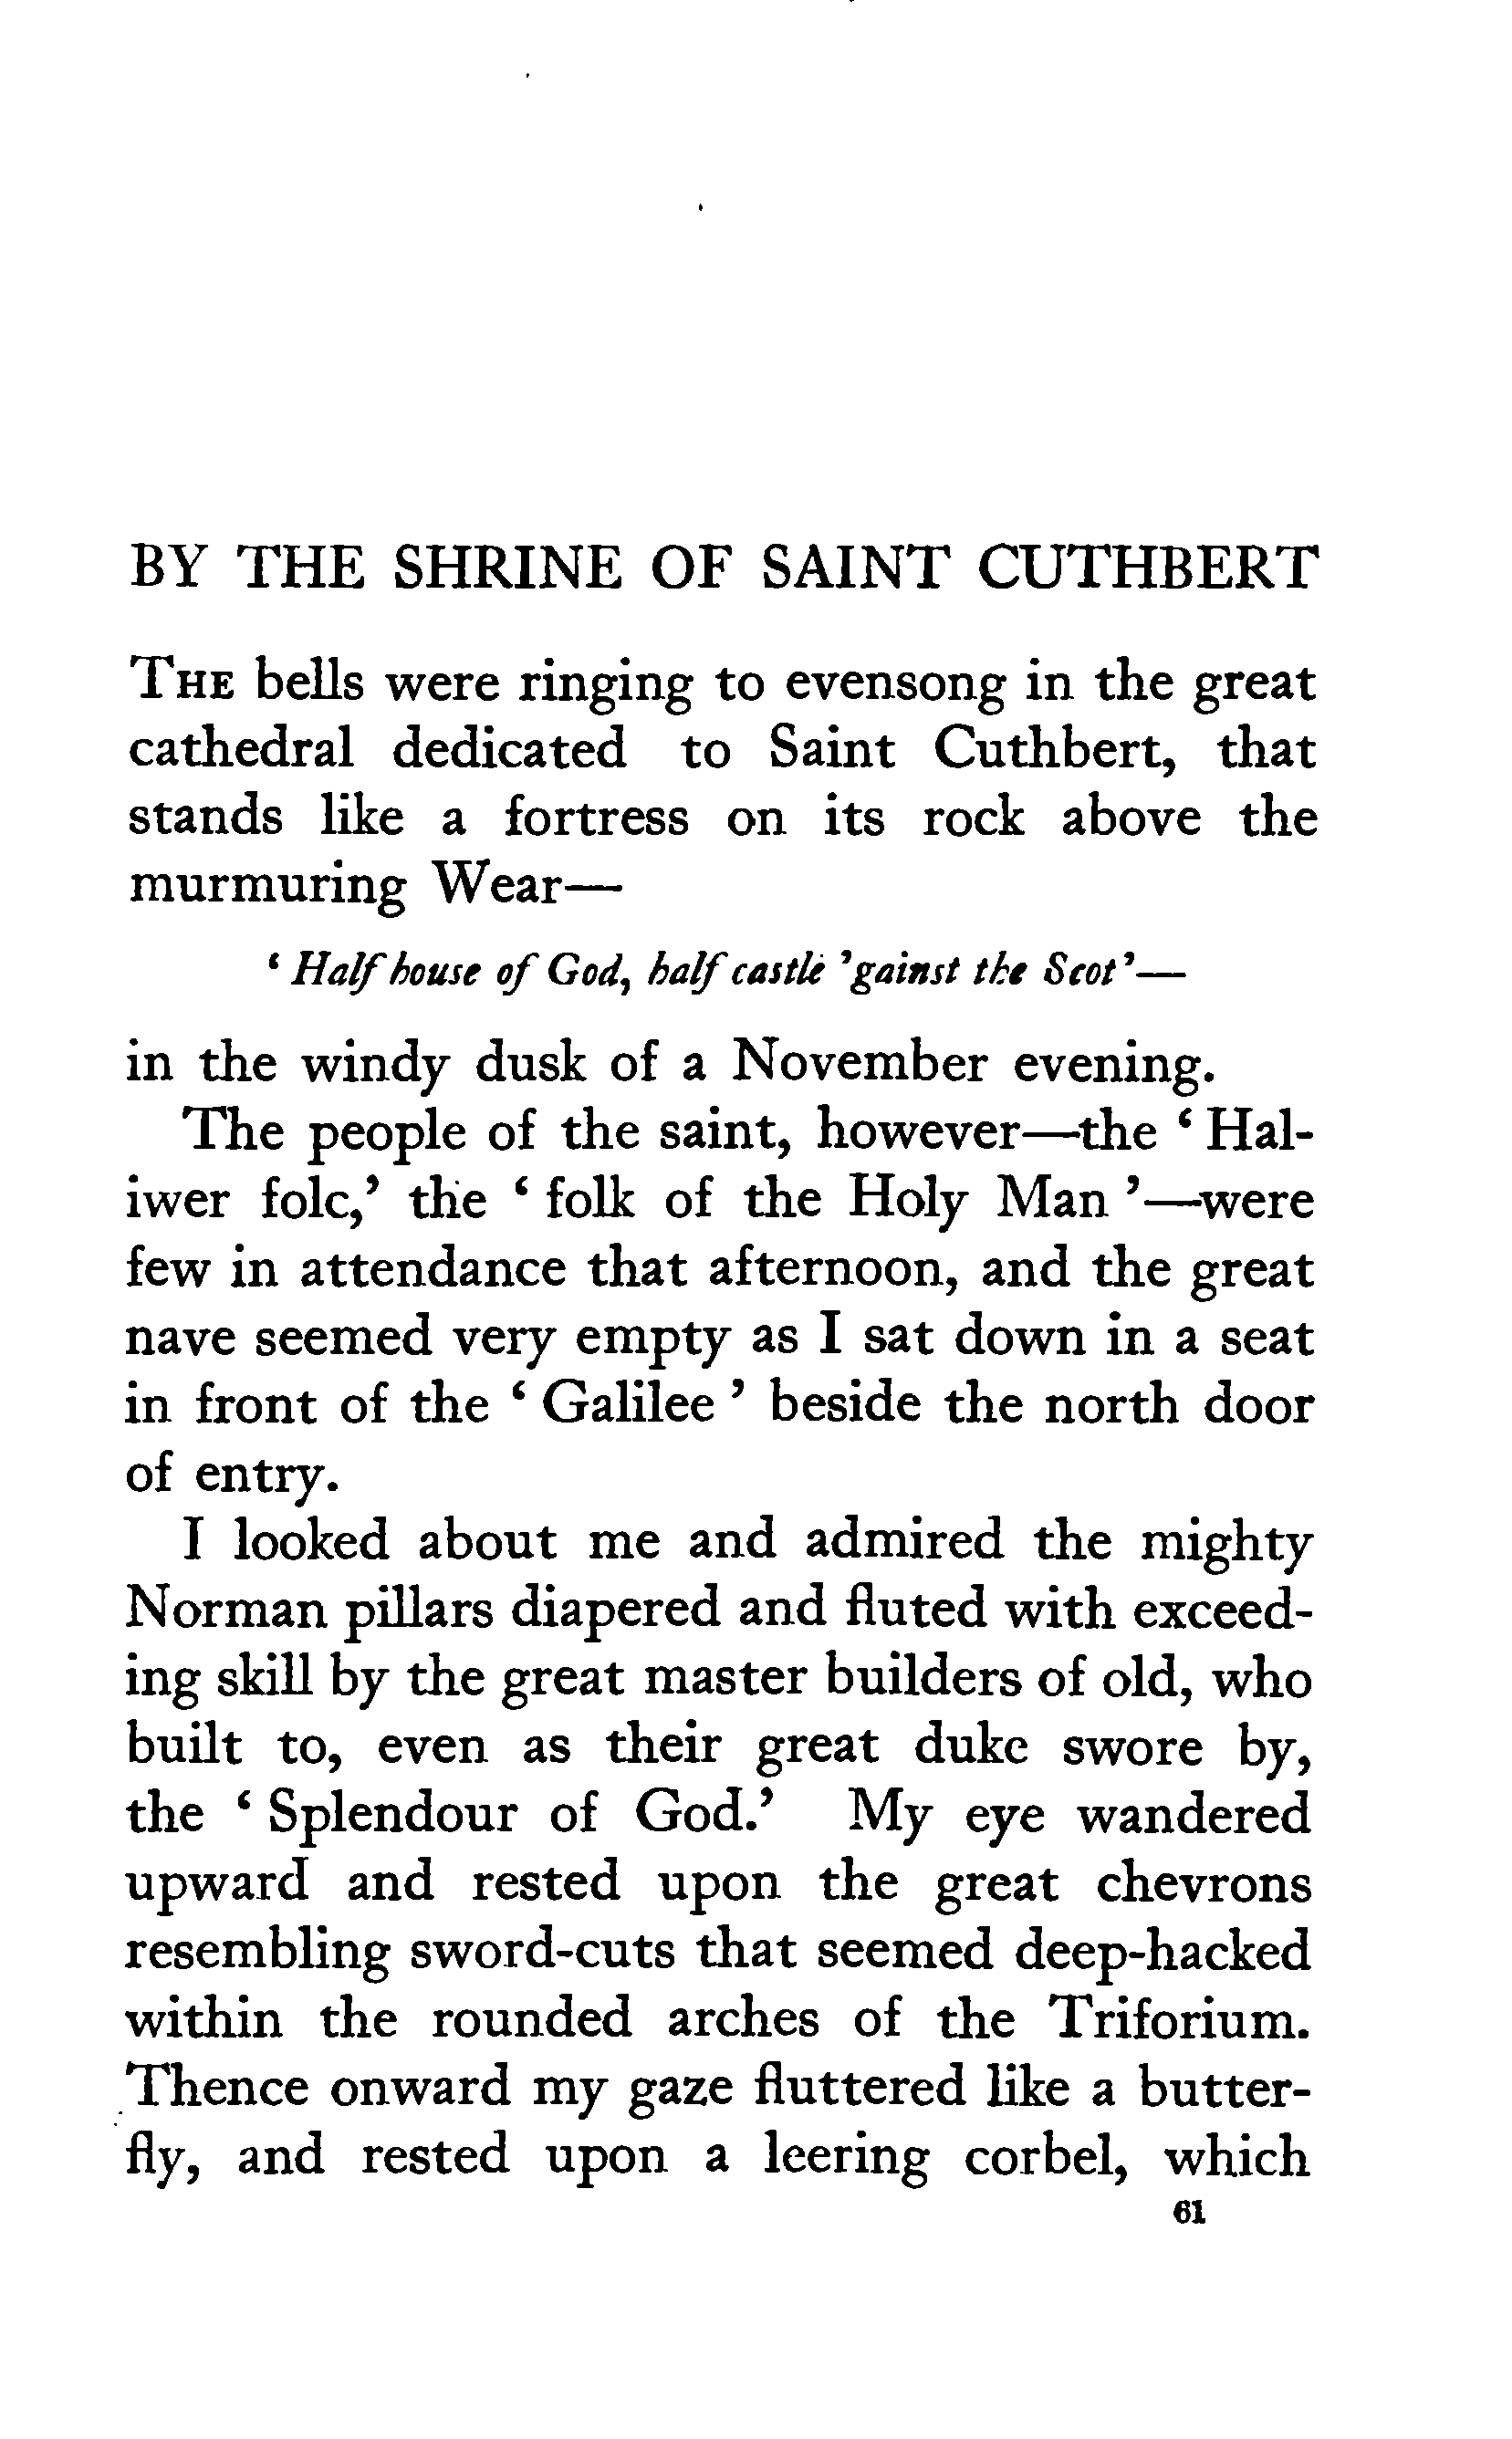 BY THE SHRINE OF SAINT CUTHBERT
THE bells were ringing to evensong in the great
cathedral dedicated to Saint Cuthbert, that
stands like a fortress on its rock above the
murmuring Wear—
‘ Half house of God, half castle ’gainst the Scot’—
in the windy dusk of a November evening.
The people of the saint, however—the ‘ Hal-
iwer folc,’ the ‘ folk of the Holy Man ’—were
few in attendance that afternoon, and the great
nave seemed very empty as I sat down in a seat
in front of the ‘ Galilee ’ beside the north door
of entry.
I looked about me and admired the mighty
Norman pillars diapered and fluted with exceed-
ing skill by the great master builders of old, who
built to, even as their great duke swore by,
the ‘ Splendour of God.’ My eye wandered
upward and rested upon the great chevrons
resembling sword-cuts that seemed deep-hacked
within the rounded arches of the Triforium.
Thence onward my gaze fluttered like a butter-
fly, and rested upon a leering corbel, which
61